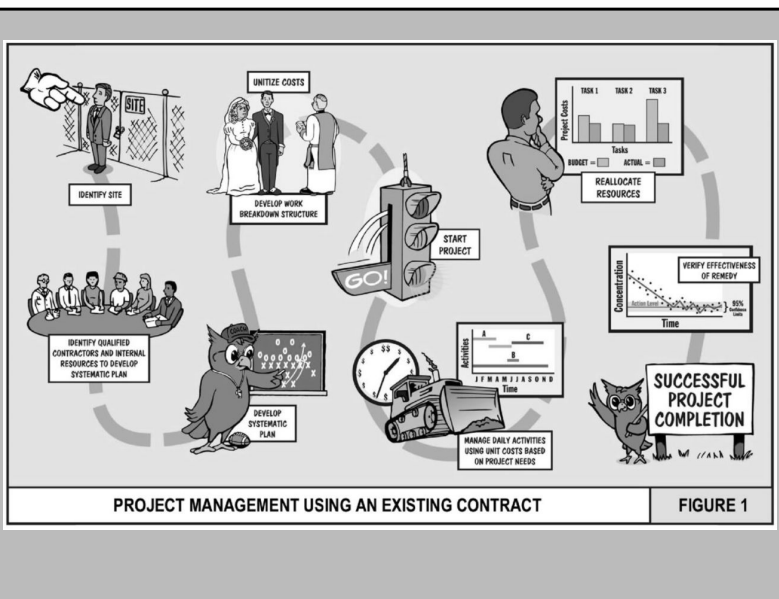 SITE
IDENTIFY SITE
UNITIZE COSTS
DEVELOP WORK
BREAKDOWN STRUCTURE
IDENTIFY QUALIFIED
CONTRACTORS AND INTERNAL
RESOURCES TO DEVELOP
SYSTEMATIC PLAN
COACH
DEVELOP
SYSTEMATIC
PLAN
START
PROJECT
GO!
$$
$
$
$
Activities
A
C
B
J F M A M J J A S O N D
Time
MANAGE DAILY ACTIVITIES
USING UNIT COSTS BASED
ON PROJECT NEEDS
Project Costs
TASK 1 TASK 2 TASK 3
Tasks
BUDGET = ACTUAL =
REALLOCATE
RESOURCES
Concentration
VERIFY EFFECTIVENESS
OF REMEDY
Action Level
95%
Confidence
Limits
Time
SUCCESSFUL
PROJECT
COMPLETION
PROJECT MANAGEMENT USING AN EXISTING CONTRACT
FIGURE 1